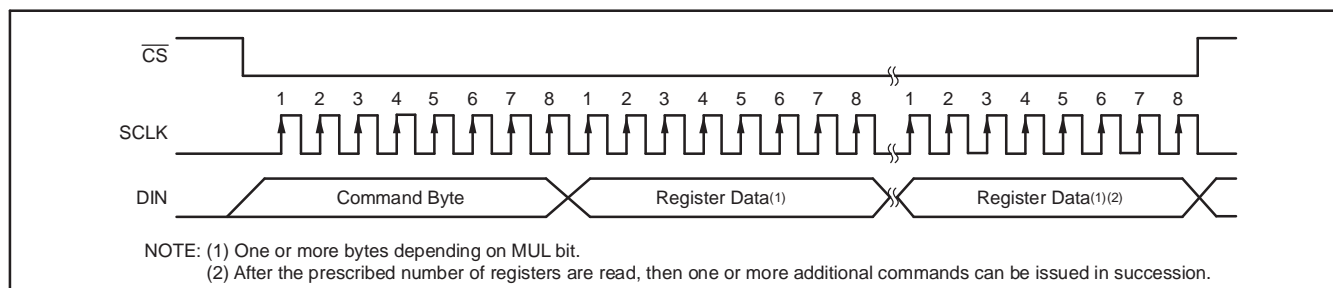 CS
1 2 3 4 5 6 7 8 1 2 3 4 5 6 7 8 1 2 3 4 5 6 7 8
SCLK
DIN Command Byte Register Data(1) Register Data(1)(2)
NOTE: (1) One or more bytes depending on MUL bit.
(2) After the prescribed number of registers are read, then one or more additional commands can be issued in succession.